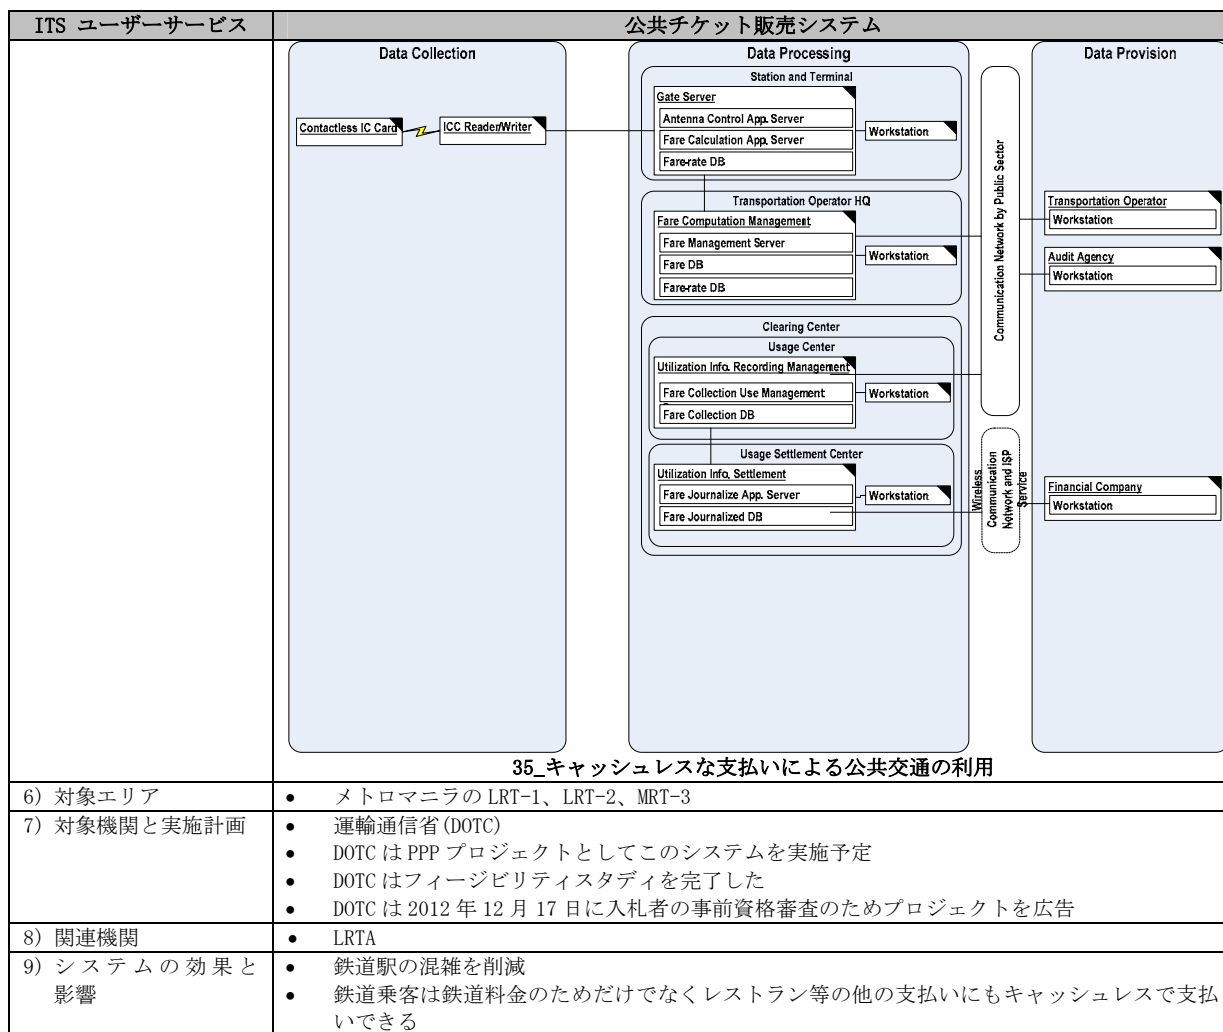 ITS ユーザーサービス
公共チケット販売システム
Data Collection
Contactless IC Card
ICC Reader/Writer
Data Processing
Station and Terminal
Gate Server
Antenna Control App. Server
Fare Calculation App. Server
Fare-rate DB
Workstation
Transportation Operator HQ
Fare Computation Management
Fare Management Server
Fare DB
Fare-rate DB
Workstation
Clearing Center
Usage Center
Utilization Info. Recording Management
Fare Collection Use Management
Fare Collection DB
Workstation
Usage Settlement Center
Utilization Info. Settlement
Fare Journalize App. Server
Fare Journalized DB
Workstation
Communication Network by Public Sector
Wireless
Communication
Network and ISP
Service
Data Provision
Transportation Operator
Workstation
Audit Agency
Workstation
Financial Company
Workstation
35_キャッシュレスな支払いによる公共交通の利用
6) 対象エリア
• メトロマニラの LRT-1、LRT-2、MRT-3
7) 対象機関と実施計画
• 運輸通信省(DOTC)
• DOTC は PPP プロジェクトとしてこのシステムを実施予定
• DOTC はフィージビリティスタディを完了した
• DOTC は 2012 年 12 月 17 日に入札者の事前資格審査のためプロジェクトを広告
8) 関連機関
• LRTA
9) システムの効果と
影響
• 鉄道駅の混雑を削減
• 鉄道乗客は鉄道料金のためだけでなくレストラン等の他の支払いにもキャッシュレスで支払
いできる